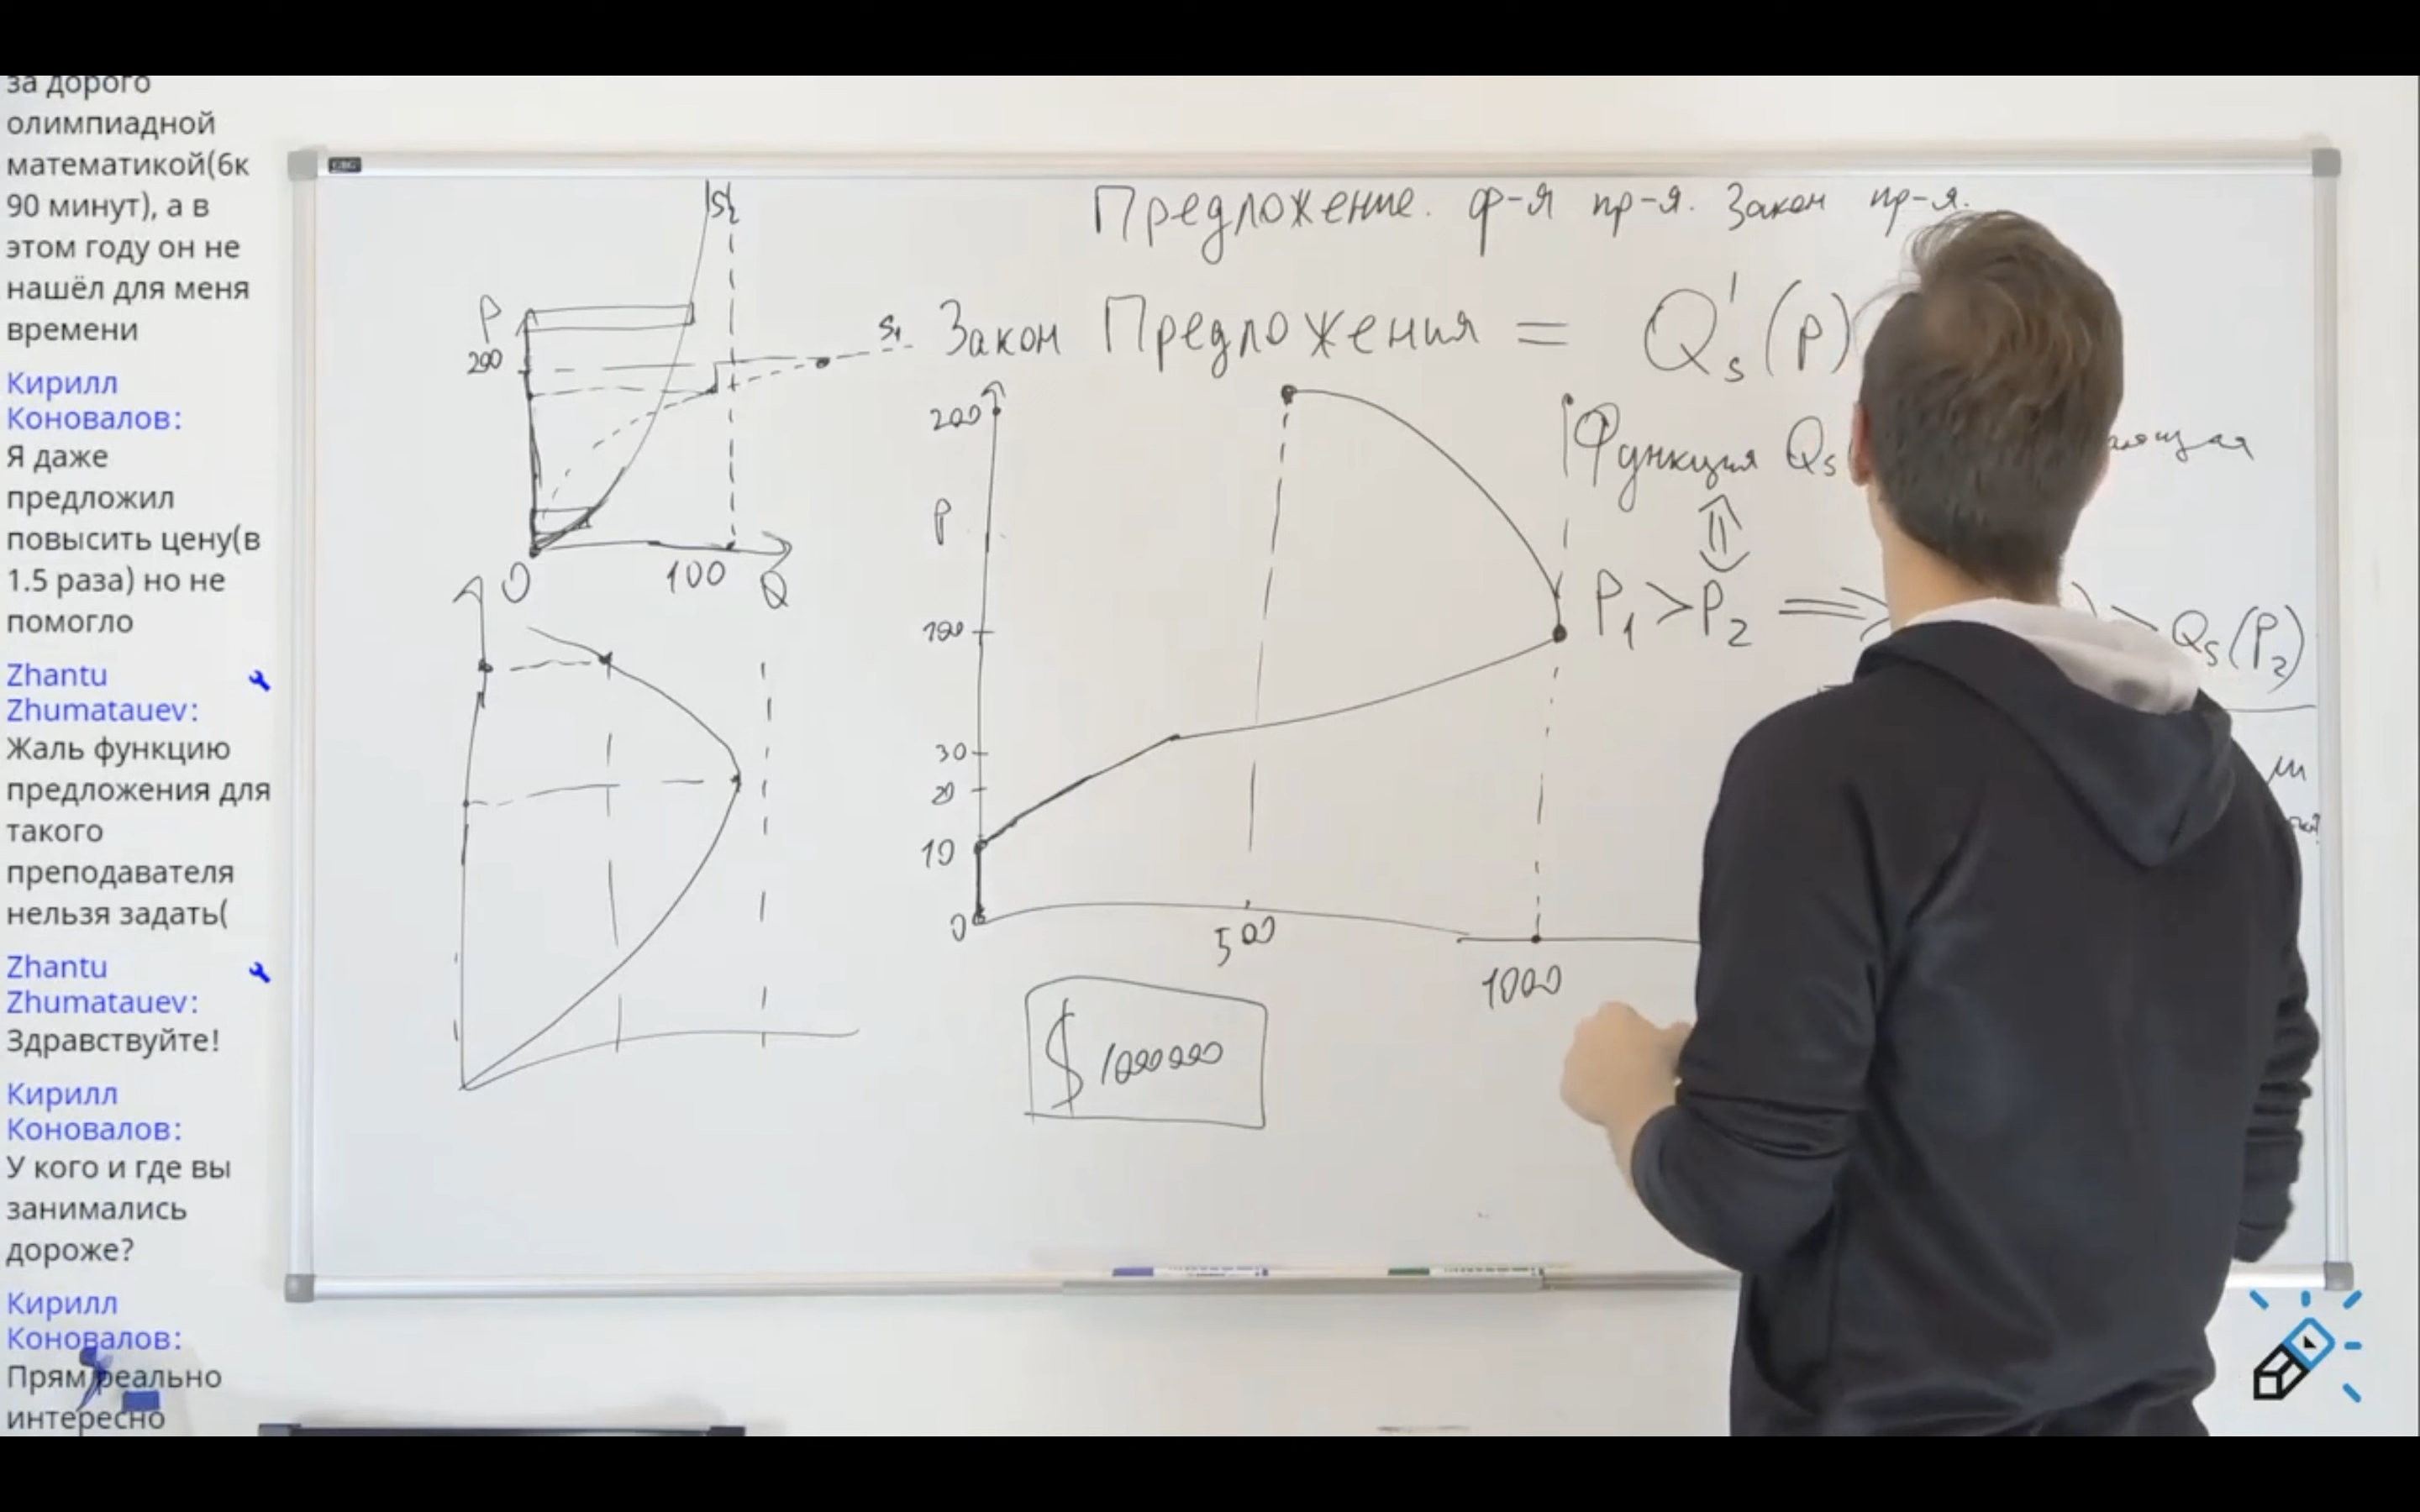 за дорого
олимпиадной
математикой(6к
90 минут), а в
этом году он не
нашёл для меня
времени
Кирилл
Коновалов:
Я даже
предложил
повысить цену(в
1.5 раза) но не
помогло
Zhantu
Zhumatauev:
Жаль функцию
предложения для
такого
преподавателя
нельзя задать(
Zhantu
Zhumatauev:
Здравствуйте!
Кирилл
Коновалов:
У кого и где вы
занимались
дороже?
Кирилл
Коновалов:
Прям реально
интересно
Предложение. ф-я пр-я. Закон пр-я.
Закон Предложения = Q's(P)
Функция Qs
P1 > P2 ⟹ > Qs(P2)
S2
P
200
S1
0
100
Q
200
P
100
30
20
10
0
500
1000
$ 1000000